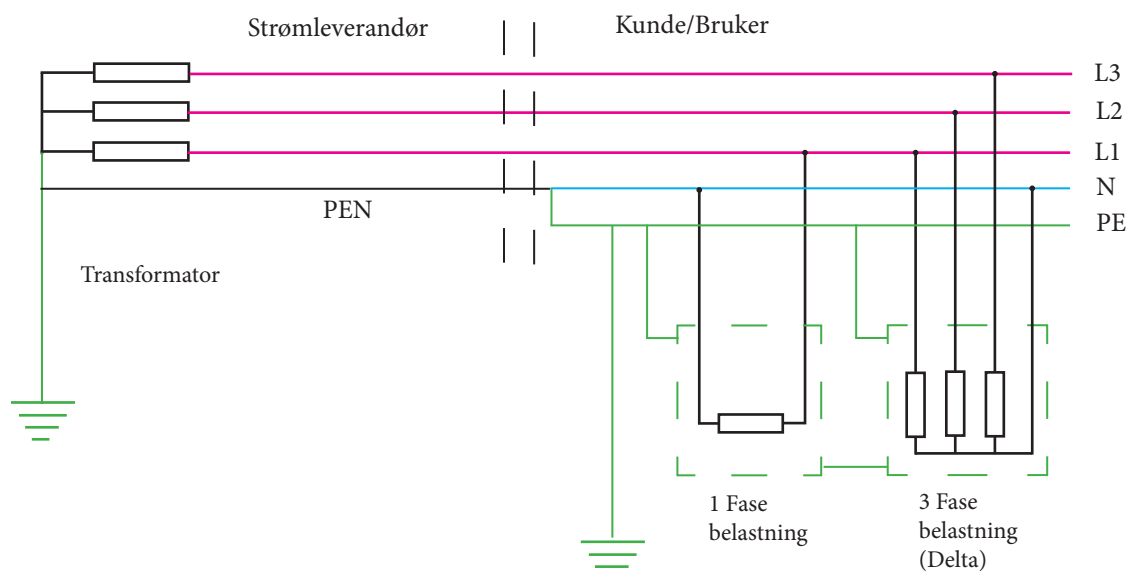 Strømleverandør
Kunde/Bruker
L3
L2
L1
N
PEN
PE
Transformator
1 Fase
belastning
3 Fase
belastning
(Delta)